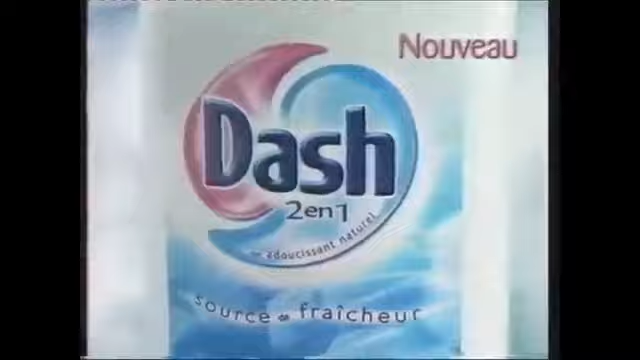 Nouveau
Dash
2en1
adoucissant naturel
source de fraîcheur